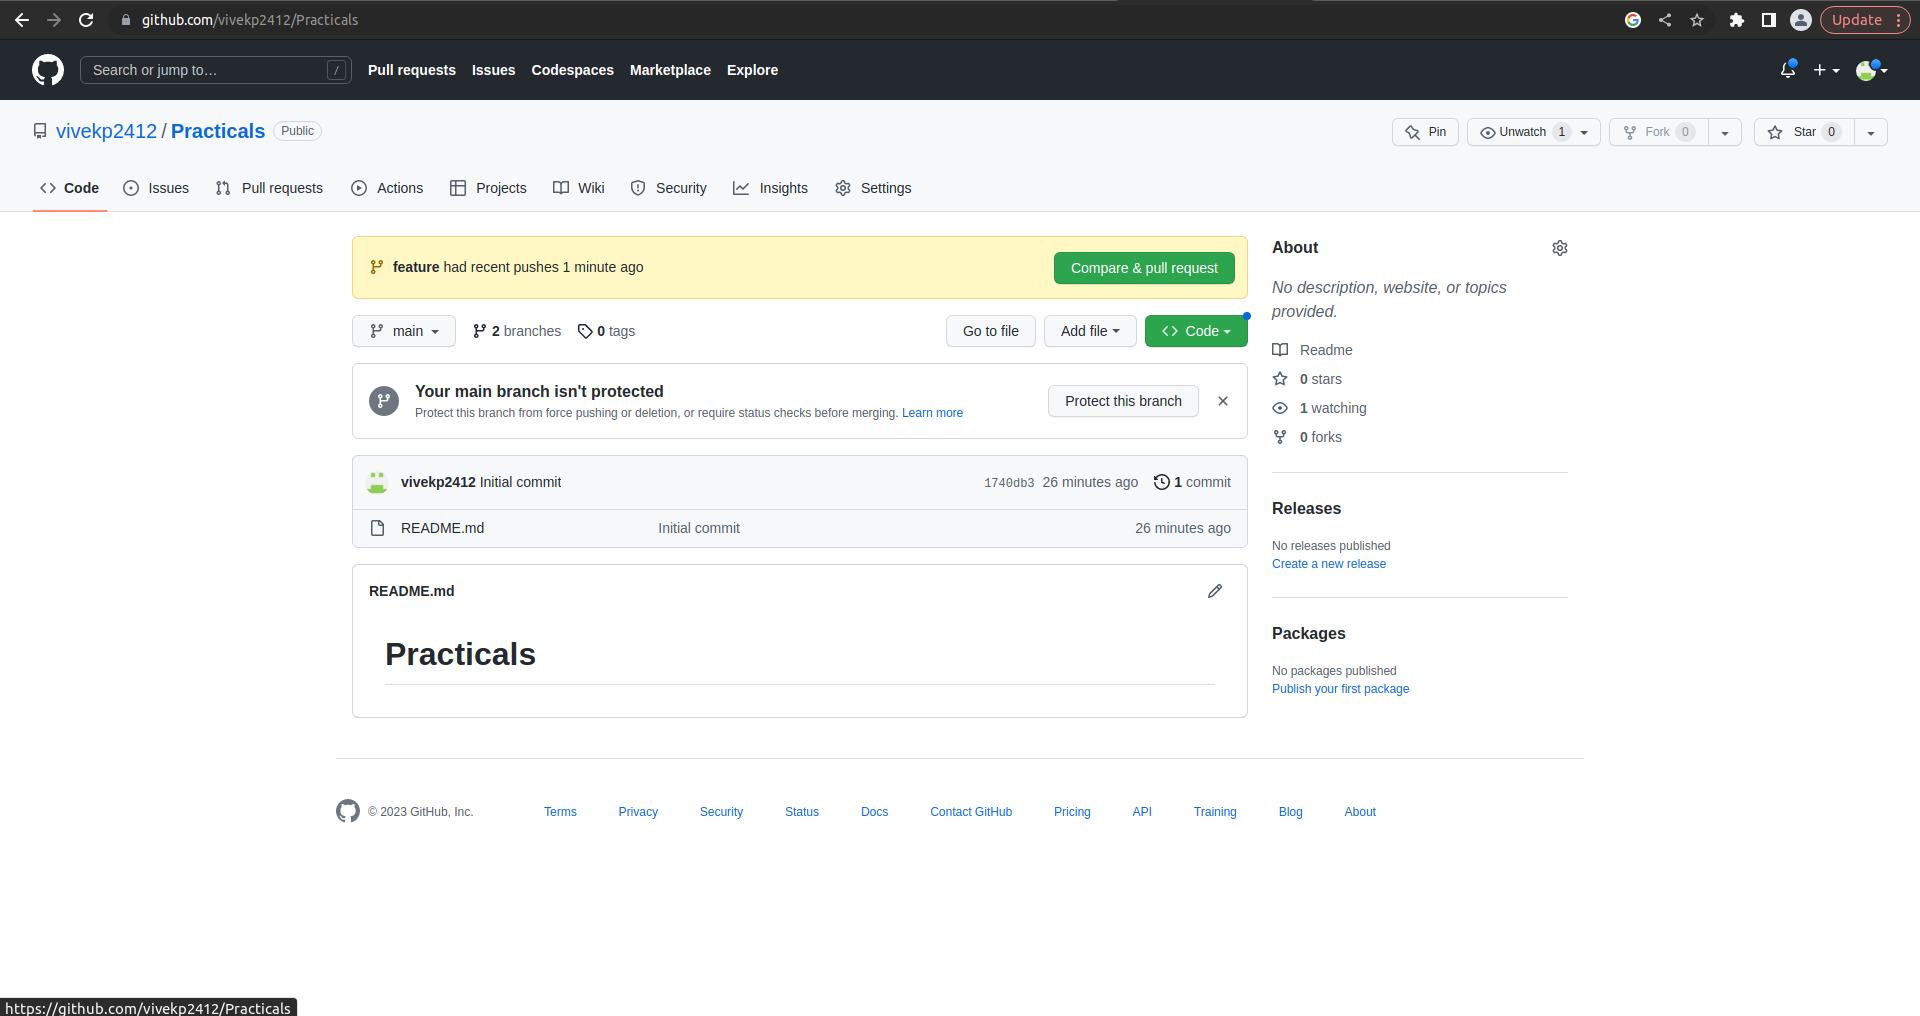 github.com/vivekp2412/Practicals
Update
Search or jump to… /
Pull requests Issues Codespaces Marketplace Explore
vivekp2412 / Practicals Public
Pin Unwatch 1 Fork 0 Star 0
Code Issues Pull requests Actions Projects Wiki Security Insights Settings
feature had recent pushes 1 minute ago Compare & pull request
main 2 branches 0 tags Go to file Add file Code
Your main branch isn't protected
Protect this branch from force pushing or deletion, or require status checks before merging. Learn more
Protect this branch
vivekp2412 Initial commit 1740db3 26 minutes ago 1 commit
README.md Initial commit 26 minutes ago
README.md
Practicals
About
No description, website, or topics
provided.
Readme
0 stars
1 watching
0 forks
Releases
No releases published
Create a new release
Packages
No packages published
Publish your first package
© 2023 GitHub, Inc. Terms Privacy Security Status Docs Contact GitHub Pricing API Training Blog About
https://github.com/vivekp2412/Practicals